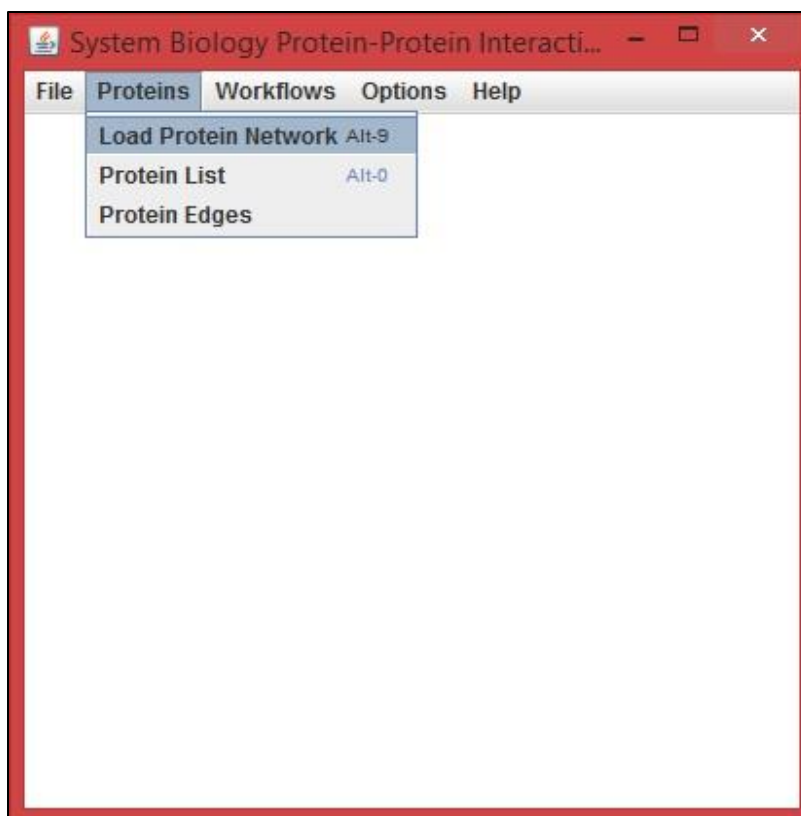 System Biology Protein-Protein Interacti...
File Proteins Workflows Options Help
Load Protein Network Alt-9
Protein List Alt-0
Protein Edges